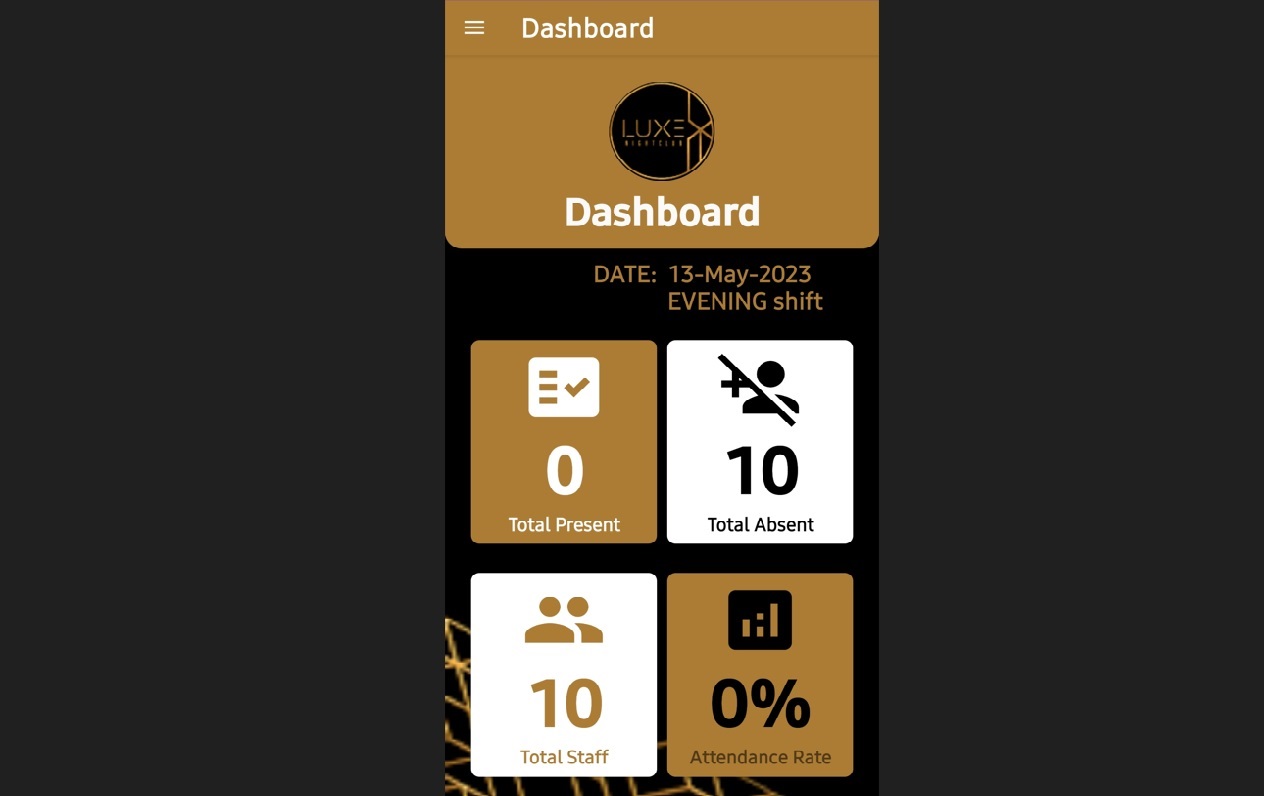 Dashboard
LUXE
NIGHTCLUB
Dashboard
DATE: 13-May-2023
EVENING shift
0
Total Present
10
Total Absent
10
Total Staff
0%
Attendance Rate